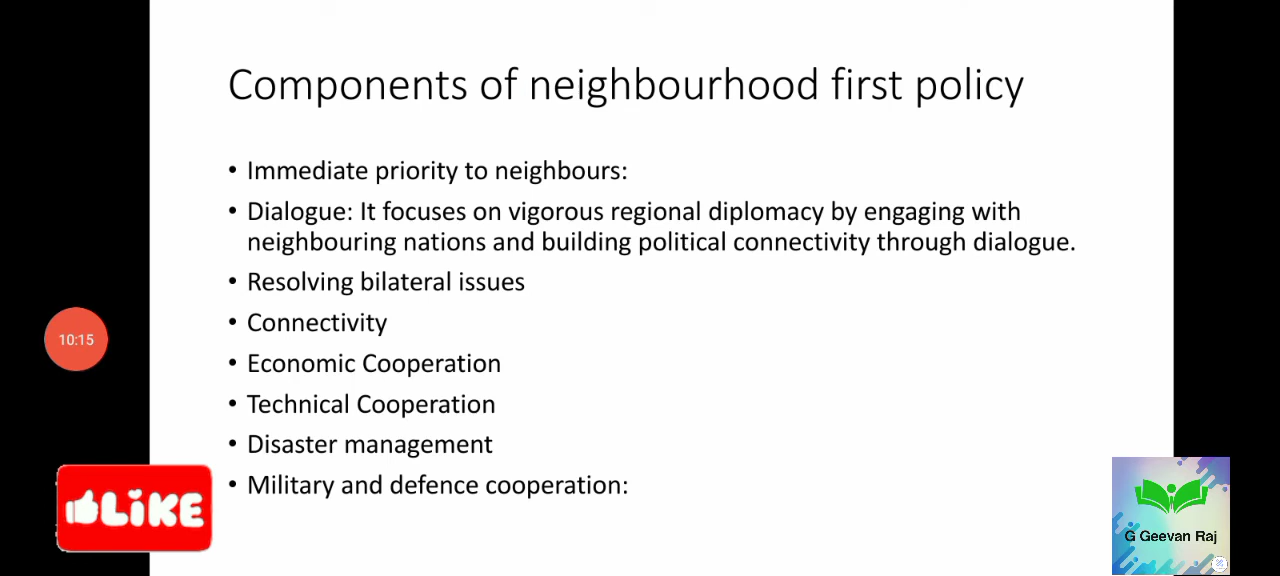 Components of neighbourhood first policy
• Immediate priority to neighbours:
• Dialogue: It focuses on vigorous regional diplomacy by engaging with
neighbouring nations and building political connectivity through dialogue.
• Resolving bilateral issues
• Connectivity
• Economic Cooperation
• Technical Cooperation
• Disaster management
• Military and defence cooperation:
10:15
LiKE
G Geevan Raj